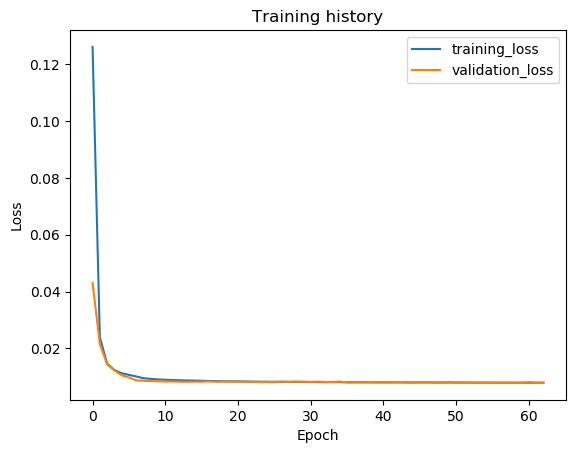 Training history
training_loss
validation_loss
0.12
0.10
0.08
0.06
0.04
0.02
Loss
0 10 20 30 40 50 60
Epoch